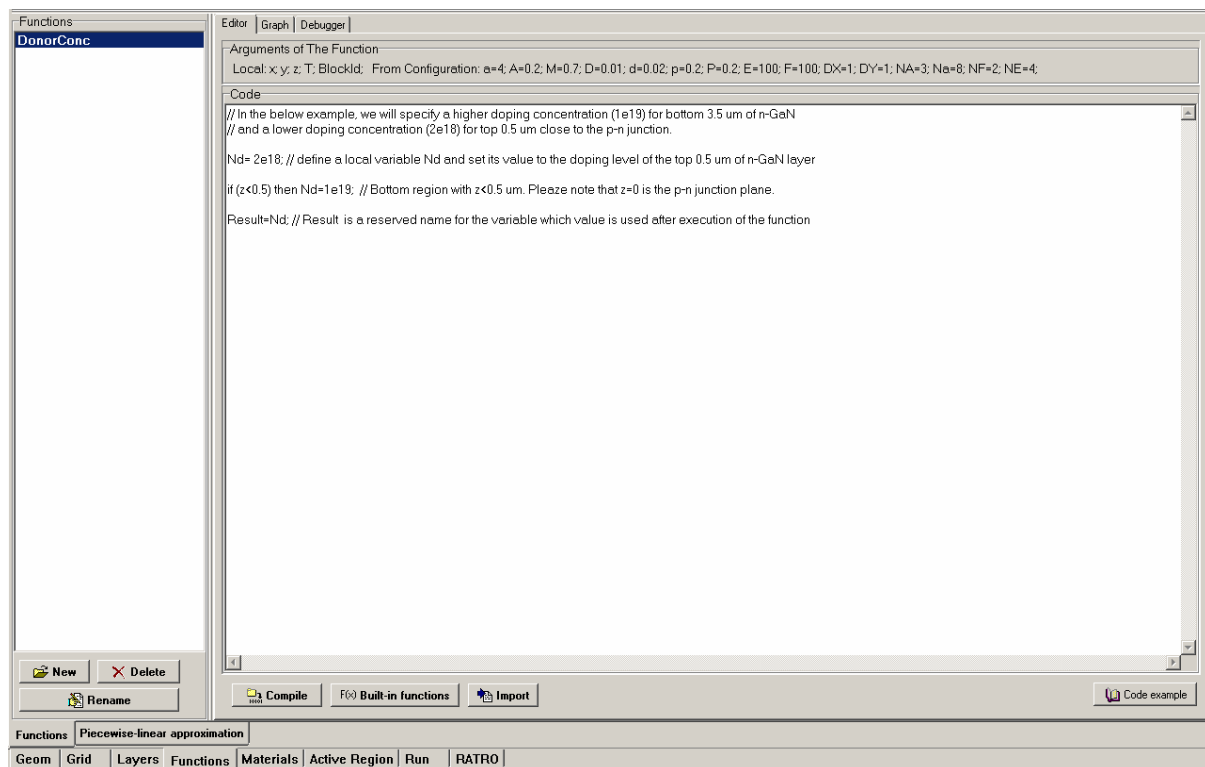 Functions
DonorConc
Editor
Graph
Debugger
Arguments of The Function
Local: x; y; z; T; BlockId; From Configuration: a=4; A=0.2; M=0.7; D=0.01; d=0.02; p=0.2; P=0.2; E=100; F=100; DX=1; DY=1; NA=3; Na=8; NF=2; NE=4;
Code
// In the below example, we will specify a higher doping concentration (1e19) for bottom 3.5 um of n-GaN
// and a lower doping concentration (2e18) for top 0.5 um close to the p-n junction.
Nd= 2e18; // define a local variable Nd and set its value to the doping level of the top 0.5 um of n-GaN layer
if (z<0.5) then Nd=1e19; // Bottom region with z<0.5 um. Pleaze note that z=0 is the p-n junction plane.
Result=Nd; // Result is a reserved name for the variable which value is used after execution of the function
New
Delete
Rename
Compile
F(x) Built-in functions
Import
Code example
Functions
Piecewise-linear approximation
Geom
Grid
Layers
Functions
Materials
Active Region
Run
RATRO